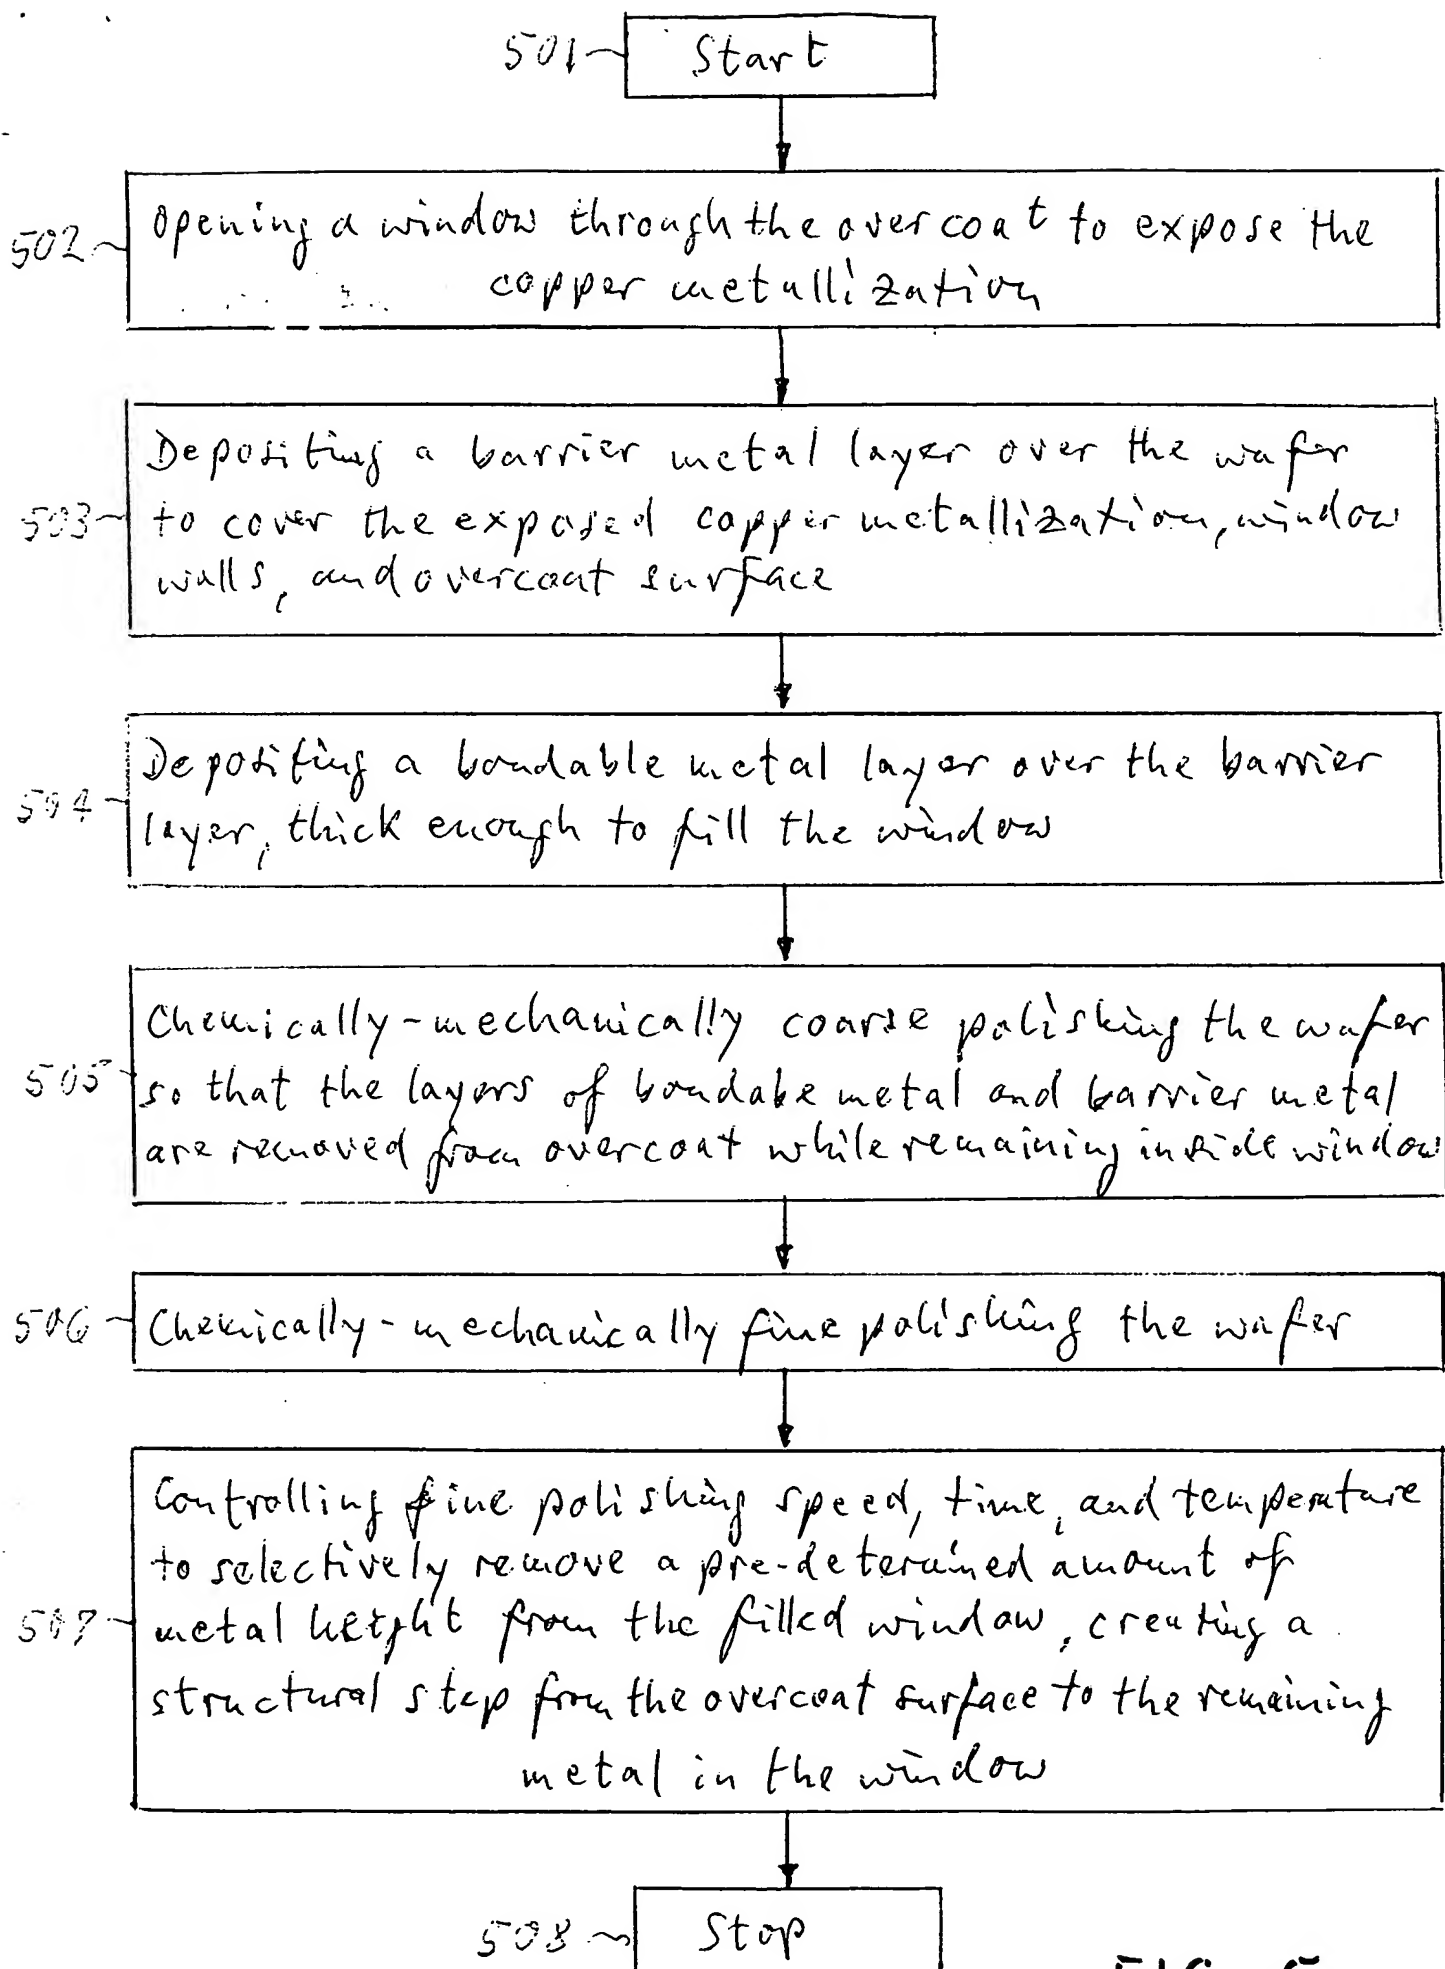 501 Start
502 Opening a window through the overcoat to expose the
copper metallization
Depositing a barrier metal layer over the wafer
503 to cover the exposed copper metallization, window
walls, and overcoat surface
Depositing a bondable metal layer over the barrier
504 layer, thick enough to fill the window
Chemically-mechanically coarse polishing the wafer
505 so that the layers of bondabe metal and barrier metal
are removed from overcoat while remaining inside window
506 Chemically-mechanically fine polishing the wafer
Controlling fine polishing speed, time, and temperature
to selectively remove a pre-determined amount of
507 metal height from the filled window, creating a
structural step from the overcoat surface to the remaining
metal in the window
508 Stop